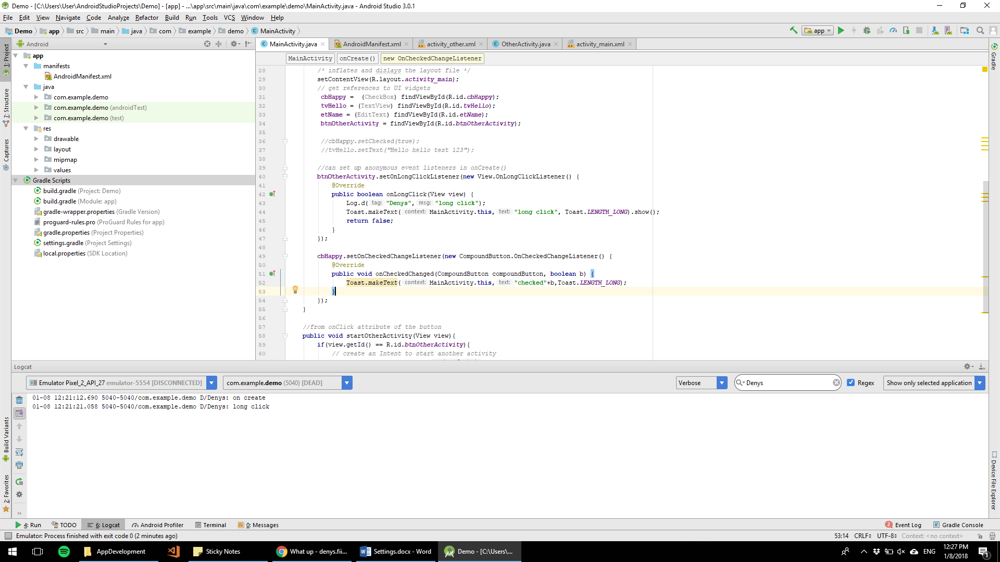 Demo - [C:\Users\User\AndroidStudioProjects\Demo] - [app] - ...\app\src\main\java\com\example\demo\MainActivity.java - Android Studio 3.0.1
File Edit View Navigate Code Analyze Refactor Build Run Tools VCS Window Help
Demo app src main java com example demo MainActivity app
Android
MainActivity.java AndroidManifest.xml activity_other.xml OtherActivity.java activity_main.xml
MainActivity onCreate() new OnCheckedChangeListener
1: Project
7: Structure
Captures
Build Variants
2: Favorites
app
manifests
AndroidManifest.xml
java
com.example.demo
com.example.demo (androidTest)
com.example.demo (test)
res
drawable
layout
mipmap
values
Gradle Scripts
build.gradle (Project: Demo)
build.gradle (Module: app)
gradle-wrapper.properties (Gradle Version)
proguard-rules.pro (ProGuard Rules for app)
gradle.properties (Project Properties)
settings.gradle (Project Settings)
local.properties (SDK Location)
28 /* inflates and dislays the layout file */
29 setContentView(R.layout.activity_main);
30 // get references to UI widgets
31 cbHappy = (CheckBox) findViewById(R.id.cbHappy);
32 tvHello = (TextView) findViewById(R.id.tvHello);
33 etName = (EditText) findViewById(R.id.etName);
34 btnOtherActivity = findViewById(R.id.btnOtherActivity);
35
36 //cbHappy.setChecked(true);
37 //tvHello.setText("Hello hello test 123");
38
39 //can set up anonymous event listeners in onCreate()
40 btnOtherActivity.setOnLongClickListener(new View.OnLongClickListener() {
41 @Override
42 public boolean onLongClick(View view) {
43 Log.d( tag: "Denys", msg: "long click");
44 Toast.makeText( context: MainActivity.this, text: "long click", Toast.LENGTH_LONG).show();
45 return false;
46 }
47 });
48
49 cbHappy.setOnCheckedChangeListener(new CompoundButton.OnCheckedChangeListener() {
50 @Override
51 public void onCheckedChanged(CompoundButton compoundButton, boolean b) {
52 Toast.makeText( context: MainActivity.this, text: "checked"+b,Toast.LENGTH_LONG);
53 }
54 });
55 }
56
57 //from onClick attribute of the button
58 public void startOtherActivity(View view){
59 if(view.getId() == R.id.btnOtherActivity){
60 // create an Intent to start another activity
Gradle
Device File Explorer
Logcat
Emulator Pixel_2_API_27 emulator-5554 [DISCONNECTED] com.example.demo (5040) [DEAD] Verbose Denys Regex Show only selected application
01-08 12:21:12.690 5040-5040/com.example.demo D/Denys: on create
01-08 12:21:21.058 5040-5040/com.example.demo D/Denys: long click
4: Run TODO 6: Logcat Android Profiler Terminal 0: Messages 2 Event Log Gradle Console
Emulator: Process finished with exit code 0 (2 minutes ago) 53:14 CRLF UTF-8 Context: <no context>
AppDevelopment Sticky Notes What up - denys.fii... Settings.docx - Word Demo - [C:\Users\... ENG 12:27 PM
1/8/2018
1